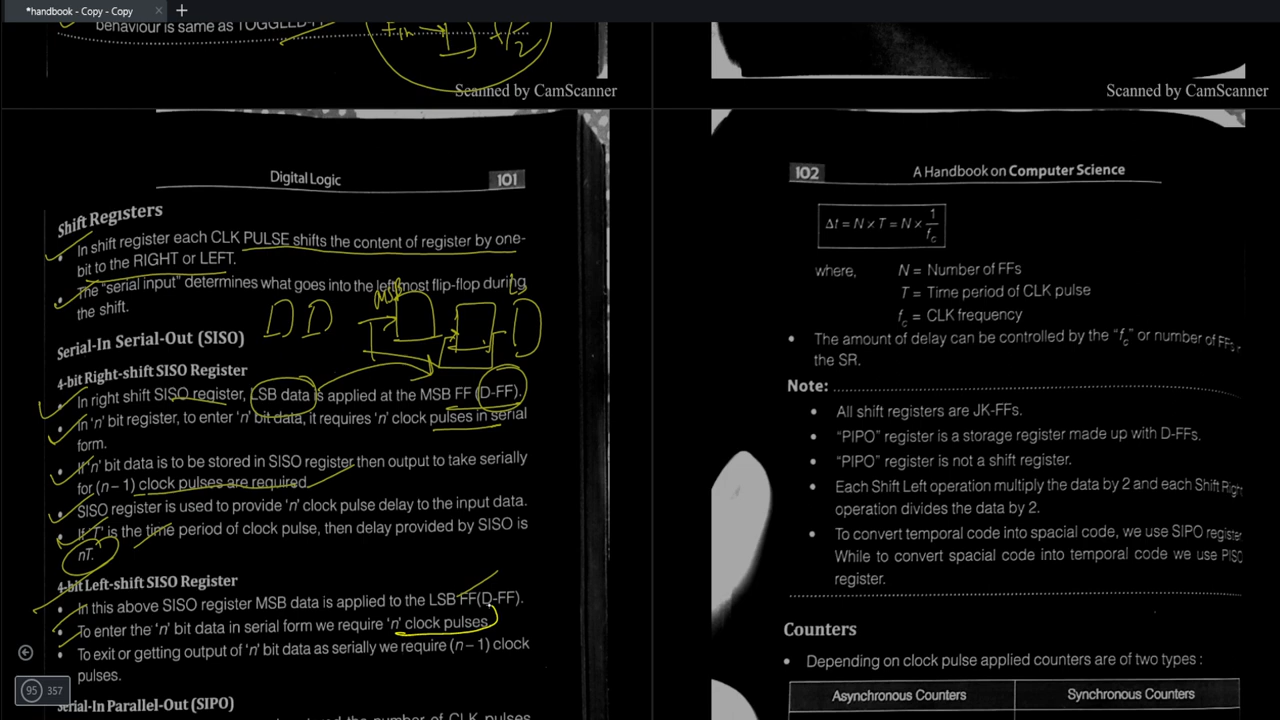 *handbook - Copy - Copy
behaviour is same as TOGGLED
fin
f/2
Scanned by CamScanner
Scanned by CamScanner
Digital Logic 101
Shift Registers
• In shift register each CLK PULSE shifts the content of register by one-
bit to the RIGHT or LEFT.
• The "serial input" determines what goes into the leftmost flip-flop during
the shift.
MSB
Serial-In Serial-Out (SISO)
4-bit Right-shift SISO Register
• In right shift SISO register, LSB data is applied at the MSB FF (D-FF).
• In 'n' bit register, to enter 'n' bit data, it requires 'n' clock pulses in serial
form.
• If 'n' bit data is to be stored in SISO register then output to take serially
for (n – 1) clock pulses are required.
• SISO register is used to provide 'n' clock pulse delay to the input data.
• If 'T' is the time period of clock pulse, then delay provided by SISO is
nT.
4-bit Left-shift SISO Register
• In this above SISO register MSB data is applied to the LSB FF(D-FF).
• To enter the 'n' bit data in serial form we require 'n' clock pulses
• To exit or getting output of 'n' bit data as serially we require (n – 1) clock
pulses.
95 357
Serial-In Parallel-Out (SIPO)
number of CLK pulses
102 A Handbook on Computer Science
Δt = N × T = N × 1/fc
where, N = Number of FFs
T = Time period of CLK pulse
fc = CLK frequency
• The amount of delay can be controlled by the "fc" or number of FFs,
the SR.
Note:
• All shift registers are JK-FFs.
• "PIPO" register is a storage register made up with D-FFs.
• "PIPO" register is not a shift register.
• Each Shift Left operation multiply the data by 2 and each Shift Right
operation divides the data by 2.
• To convert temporal code into spacial code, we use SIPO register
While to convert spacial code into temporal code we use PISO
register.
Counters
• Depending on clock pulse applied counters are of two types :
Asynchronous Counters Synchronous Counters